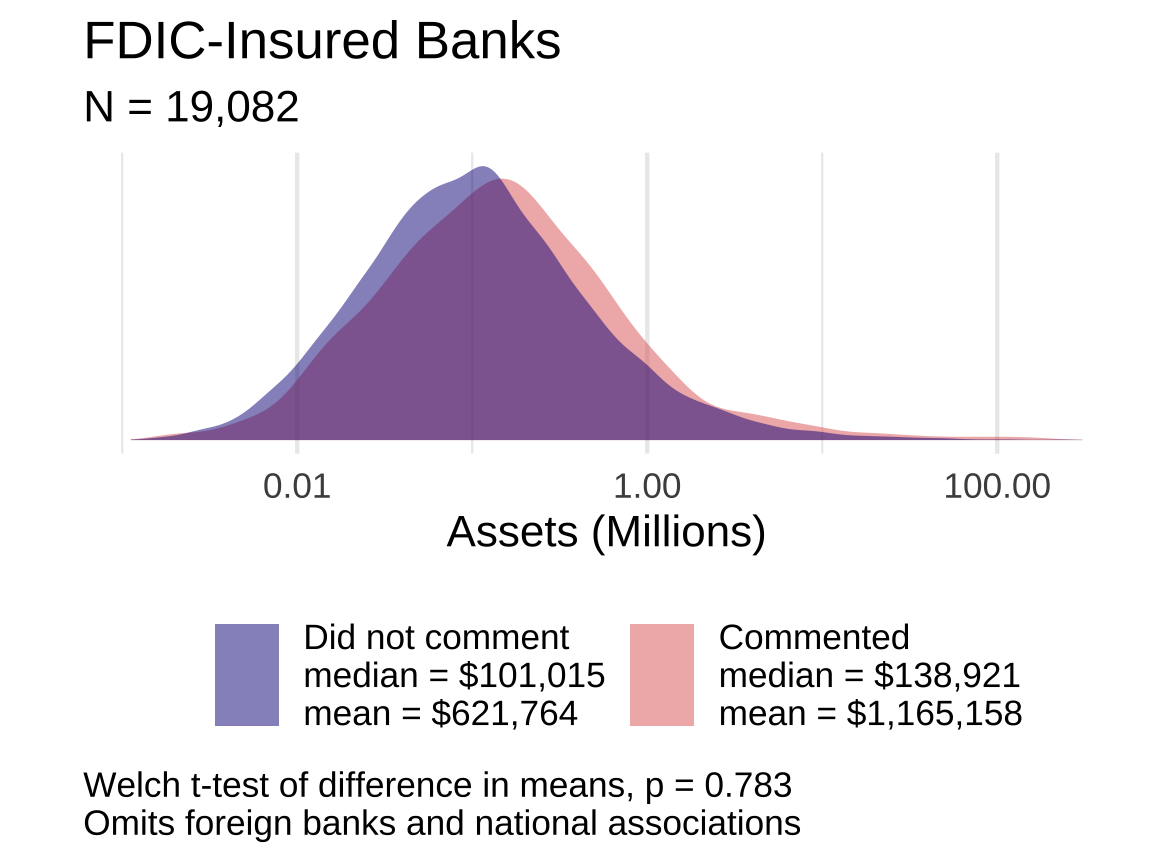 FDIC-Insured Banks
N = 19,082
0.01 1.00 100.00
Assets (Millions)
Did not comment
median = $101,015
mean = $621,764
Commented
median = $138,921
mean = $1,165,158
Welch t-test of difference in means, p = 0.783
Omits foreign banks and national associations